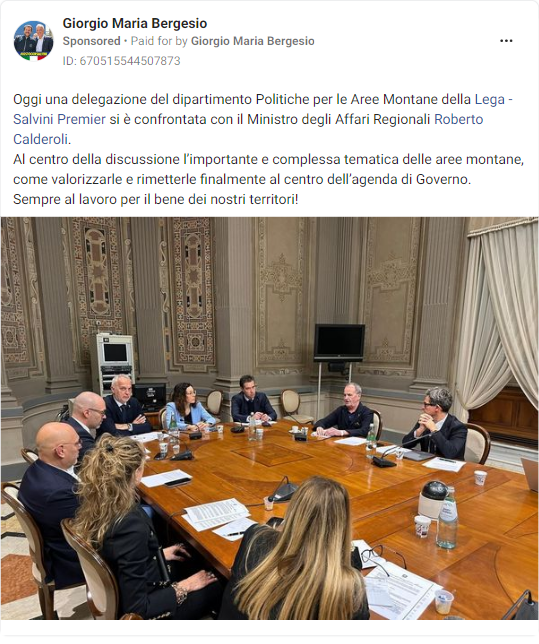 Giorgio Maria Bergesio
Sponsored • Paid for by Giorgio Maria Bergesio
ID: 670515544507873
Oggi una delegazione del dipartimento Politiche per le Aree Montane della Lega -
Salvini Premier si è confrontata con il Ministro degli Affari Regionali Roberto
Calderoli.
Al centro della discussione l'importante e complessa tematica delle aree montane,
come valorizzarle e rimetterle finalmente al centro dell'agenda di Governo.
Sempre al lavoro per il bene dei nostri territori!